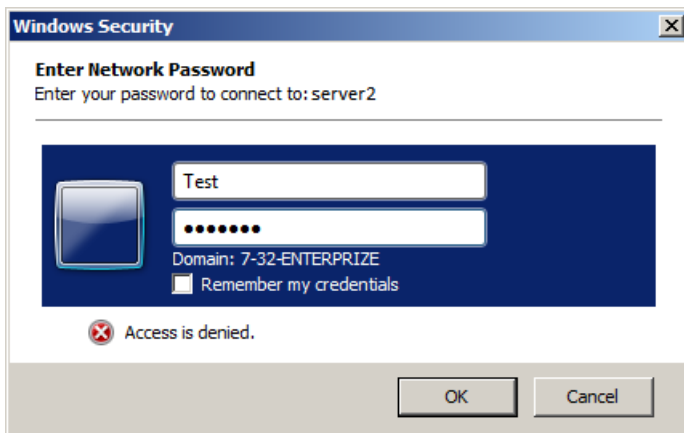 Windows Security
Enter Network Password
Enter your password to connect to: server2
Test
•••••••
Domain: 7-32-ENTERPRIZE
Remember my credentials
Access is denied.
OK Cancel